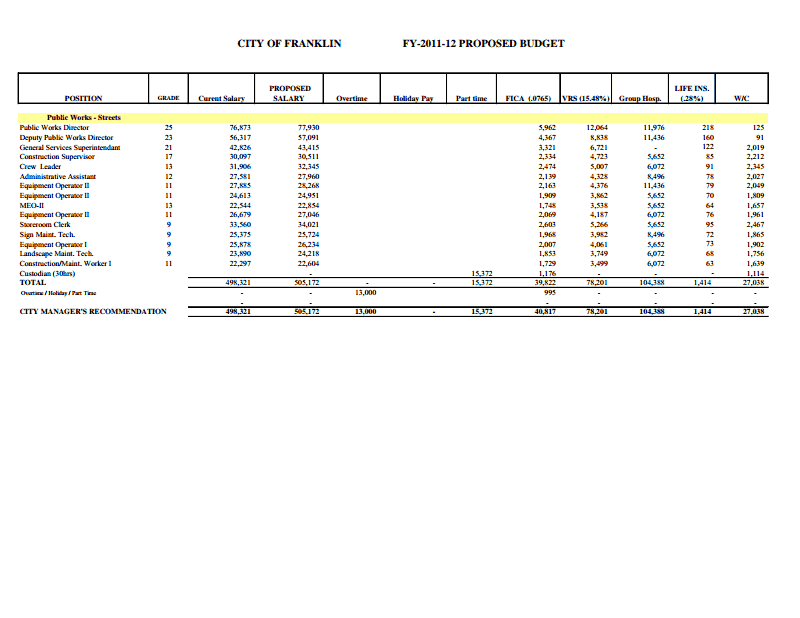 CITY OF FRANKLIN FY-2011-12 PROPOSED BUDGET
PROPOSED LIFE INS.
POSITION GRADE Curent Salary SALARY Overtime Holiday Pay Part time FICA (.0765) VRS (15.48%) Group Hosp. (.28%) W/C
Public Works - Streets
Public Works Director 25 76,873 77,930 5,962 12,064 11,976 218 125
Deputy Public Works Director 23 56,317 57,091 4,367 8,838 11,436 160 91
General Services Superintendant 21 42,826 43,415 3,321 6,721 - 122 2,019
Construction Supervisor 17 30,097 30,511 2,334 4,723 5,652 85 2,212
Crew Leader 13 31,906 32,345 2,474 5,007 6,072 91 2,345
Administrative Assistant 12 27,581 27,960 2,139 4,328 8,496 78 2,027
Equipment Operator II 11 27,885 28,268 2,163 4,376 11,436 79 2,049
Equipment Operator II 11 24,613 24,951 1,909 3,862 5,652 70 1,809
MEO-II 13 22,544 22,854 1,748 3,538 5,652 64 1,657
Equipment Operator II 11 26,679 27,046 2,069 4,187 6,072 76 1,961
Storeroom Clerk 9 33,560 34,021 2,603 5,266 5,652 95 2,467
Sign Maint. Tech. 9 25,375 25,724 1,968 3,982 8,496 72 1,865
Equipment Operator I 9 25,878 26,234 2,007 4,061 5,652 73 1,902
Landscape Maint. Tech. 9 23,890 24,218 1,853 3,749 6,072 68 1,756
Construction/Maint. Worker I 11 22,297 22,604 1,729 3,499 6,072 63 1,639
Custodian (30hrs) - 15,372 1,176 - - - 1,114
TOTAL 498,321 505,172 - - 15,372 39,822 78,201 104,388 1,414 27,038
Overtime / Holiday / Part Time - - 13,000 995 - - - -
- - - - - -
CITY MANAGER'S RECOMMENDATION 498,321 505,172 13,000 - 15,372 40,817 78,201 104,388 1,414 27,038